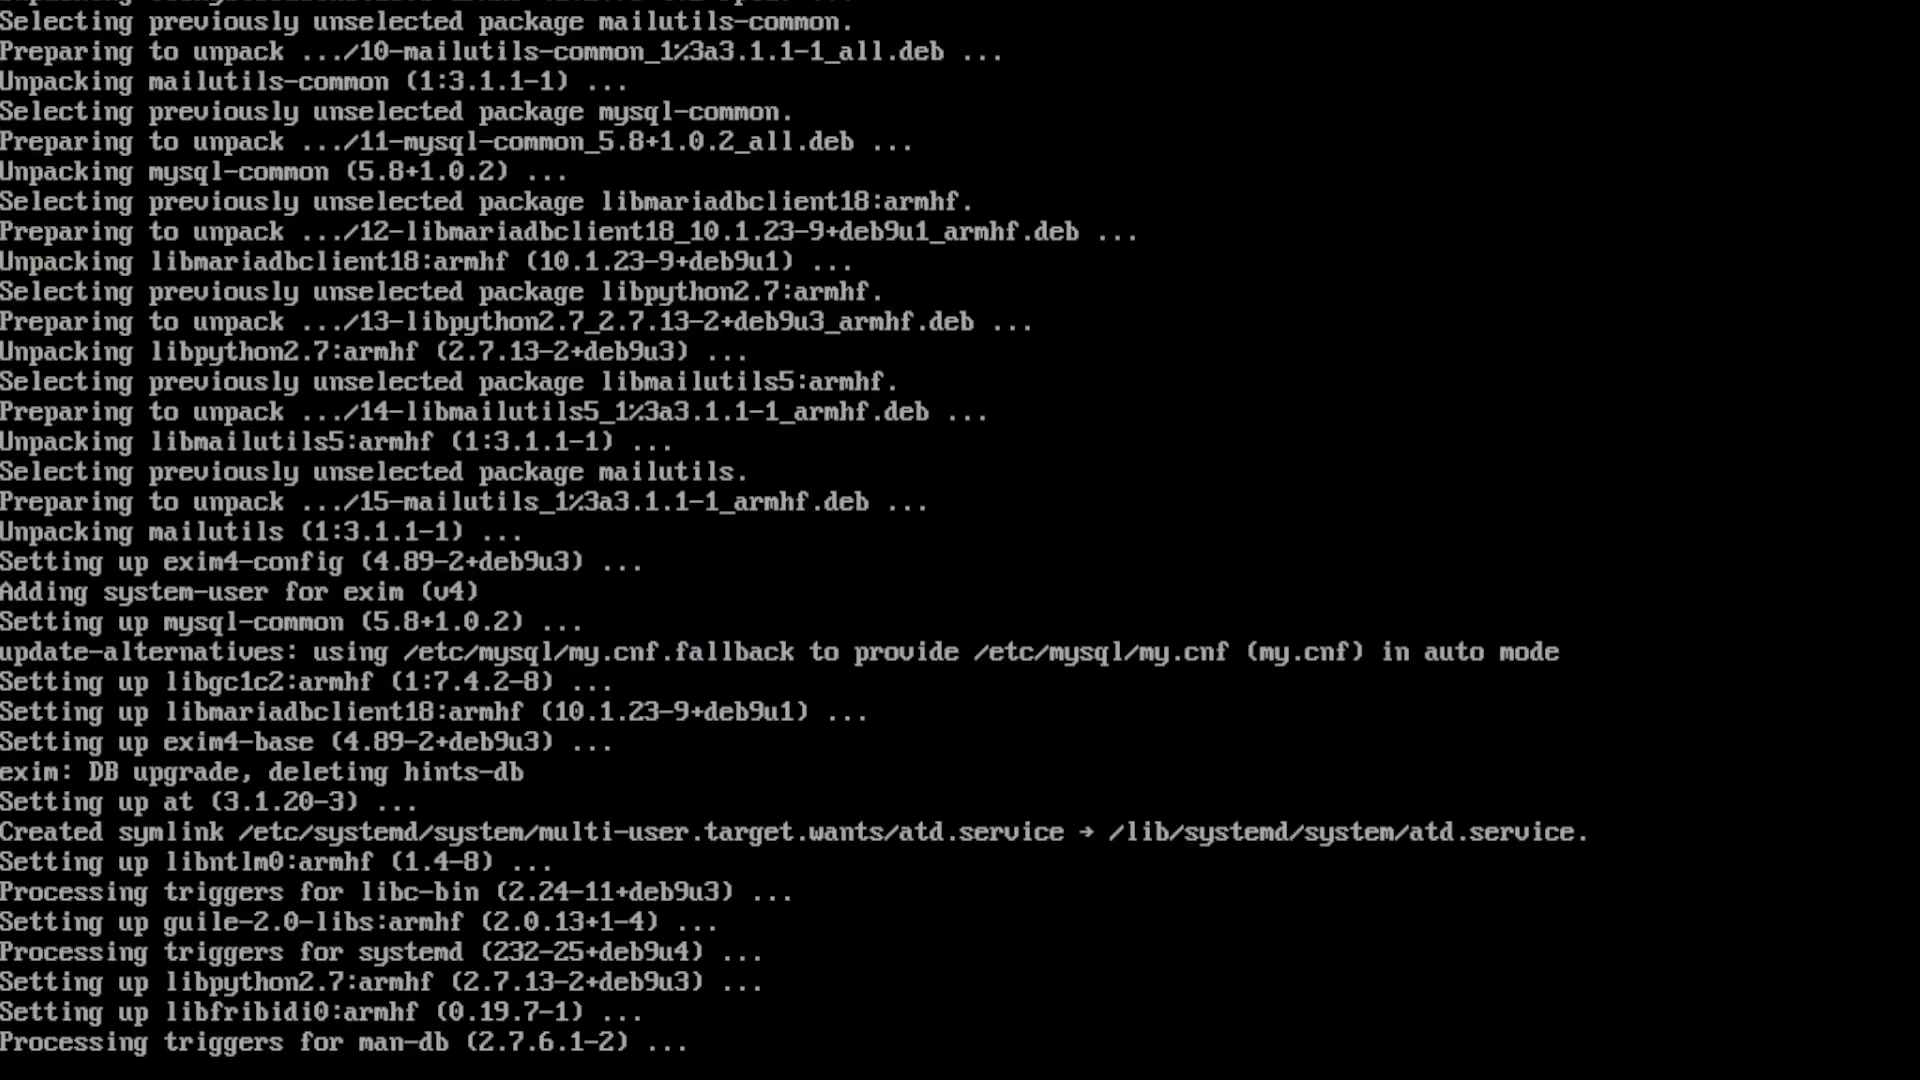 Selecting previously unselected package mailutils-common.
Preparing to unpack .../10-mailutils-common_1%3a3.1.1-1_all.deb ...
Unpacking mailutils-common (1:3.1.1-1) ...
Selecting previously unselected package mysql-common.
Preparing to unpack .../11-mysql-common_5.8+1.0.2_all.deb ...
Unpacking mysql-common (5.8+1.0.2) ...
Selecting previously unselected package libmariadbclient18:armhf.
Preparing to unpack .../12-libmariadbclient18_10.1.23-9+deb9u1_armhf.deb ...
Unpacking libmariadbclient18:armhf (10.1.23-9+deb9u1) ...
Selecting previously unselected package libpython2.7:armhf.
Preparing to unpack .../13-libpython2.7_2.7.13-2+deb9u3_armhf.deb ...
Unpacking libpython2.7:armhf (2.7.13-2+deb9u3) ...
Selecting previously unselected package libmailutils5:armhf.
Preparing to unpack .../14-libmailutils5_1%3a3.1.1-1_armhf.deb ...
Unpacking libmailutils5:armhf (1:3.1.1-1) ...
Selecting previously unselected package mailutils.
Preparing to unpack .../15-mailutils_1%3a3.1.1-1_armhf.deb ...
Unpacking mailutils (1:3.1.1-1) ...
Setting up exim4-config (4.89-2+deb9u3) ...
Adding system-user for exim (v4)
Setting up mysql-common (5.8+1.0.2) ...
update-alternatives: using /etc/mysql/my.cnf.fallback to provide /etc/mysql/my.cnf (my.cnf) in auto mode
Setting up libgc1c2:armhf (1:7.4.2-8) ...
Setting up libmariadbclient18:armhf (10.1.23-9+deb9u1) ...
Setting up exim4-base (4.89-2+deb9u3) ...
exim: DB upgrade, deleting hints-db
Setting up at (3.1.20-3) ...
Created symlink /etc/systemd/system/multi-user.target.wants/atd.service → /lib/systemd/system/atd.service.
Setting up libntlm0:armhf (1.4-8) ...
Processing triggers for libc-bin (2.24-11+deb9u3) ...
Setting up guile-2.0-libs:armhf (2.0.13+1-4) ...
Processing triggers for systemd (232-25+deb9u4) ...
Setting up libpython2.7:armhf (2.7.13-2+deb9u3) ...
Setting up libfribidi0:armhf (0.19.7-1) ...
Processing triggers for man-db (2.7.6.1-2) ...